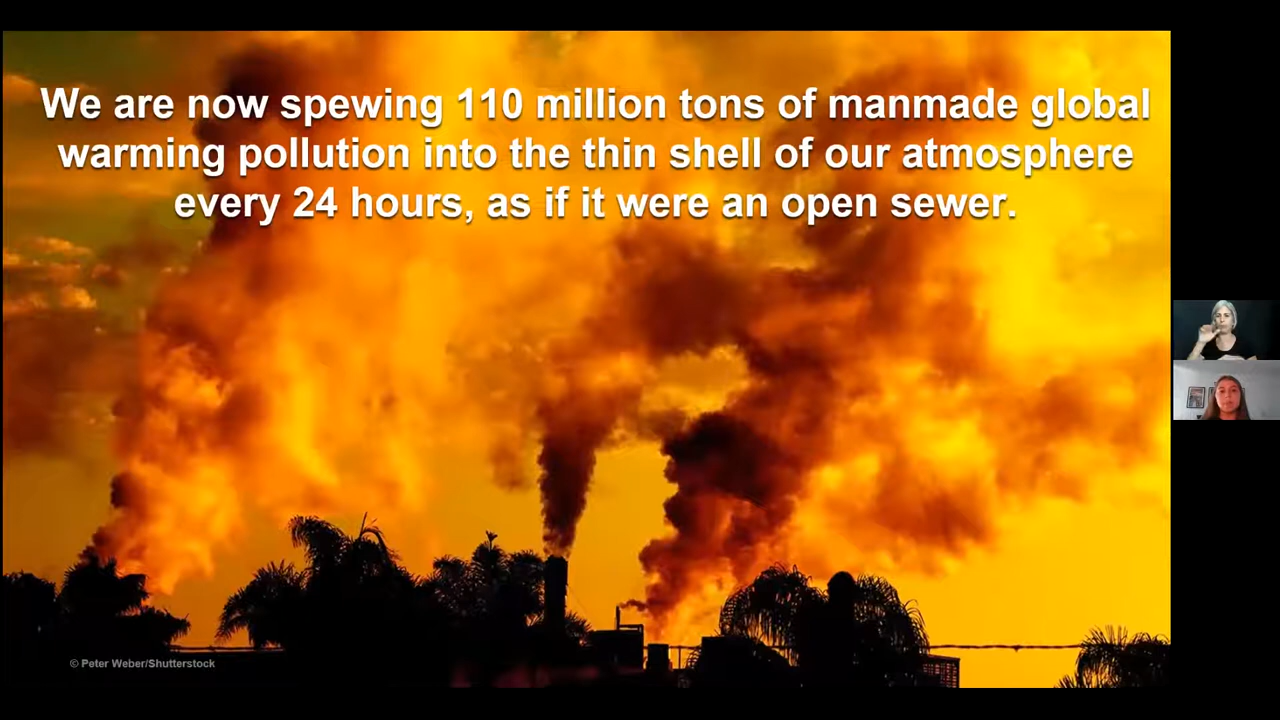 We are now spewing 110 million tons of manmade global
warming pollution into the thin shell of our atmosphere
every 24 hours, as if it were an open sewer.
© Peter Weber/Shutterstock